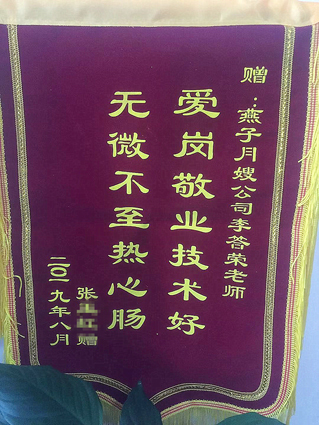 赠:燕子月嫂公司李答荣老师
爱岗敬业技术好
无微不至热心肠
张 赠
二〇一九年八月